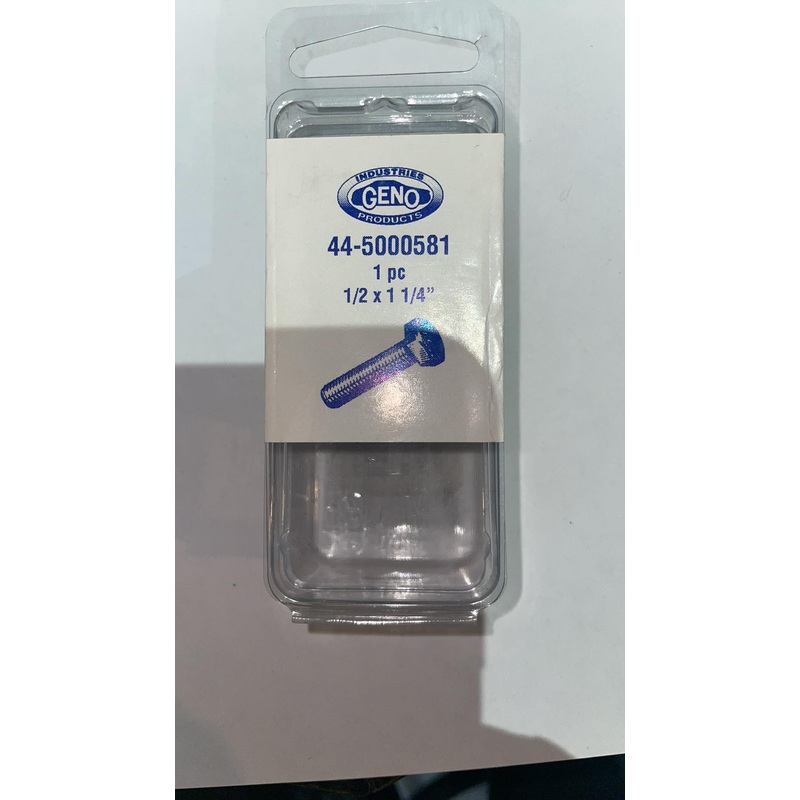 INDUSTRIES
GENO
PRODUCTS
44-5000581
1 pc
1/2 x 1 1/4”